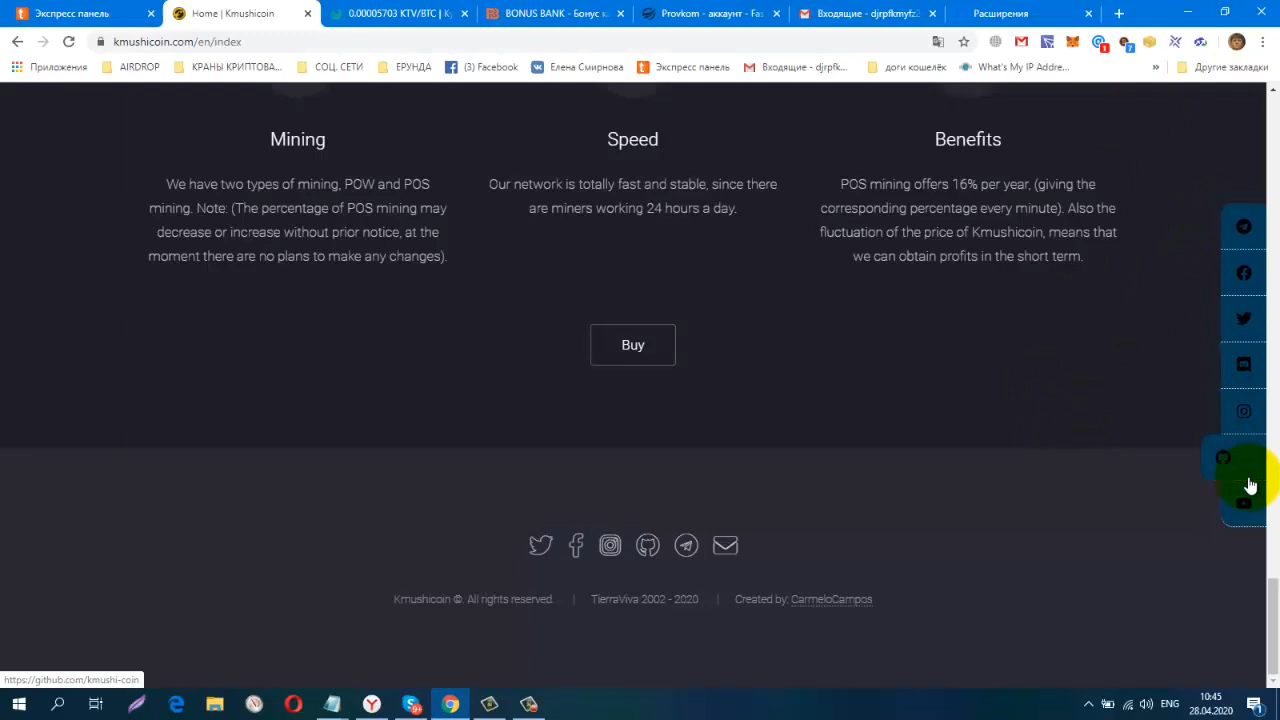 Экспресс панель
Home | Kmushicoin
0.00005703 KTV/BTC | Ky
BONUS BANK - Бонус к
Provkom - аккаунт - Fas
Входящие - djrpfkmyfz2
Расширения
kmushicoin.com/en/index
Приложения
AIRDROP
КРАНЫ КРИПТОВА...
СОЦ. СЕТИ
ЕРУНДА
(3) Facebook
Елена Смирнова
Экспресс панель
Входящие - djrpfk...
доги кошелёк
What's My IP Addre...
»
Другие закладки
Mining
We have two types of mining, POW and POS
mining. Note: (The percentage of POS mining may
decrease or increase without prior notice, at the
moment there are no plans to make any changes).
Speed
Our network is totally fast and stable, since there
are miners working 24 hours a day.
Benefits
POS mining offers 16% per year, (giving the
corresponding percentage every minute). Also the
fluctuation of the price of Kmushicoin, means that
we can obtain profits in the short term.
Buy
Kmushicoin ©. All rights reserved. | TierraViva 2002 - 2020 | Created by: CarmeloCampos
https://github.com/kmushi-coin
ENG
10:45
28.04.2020